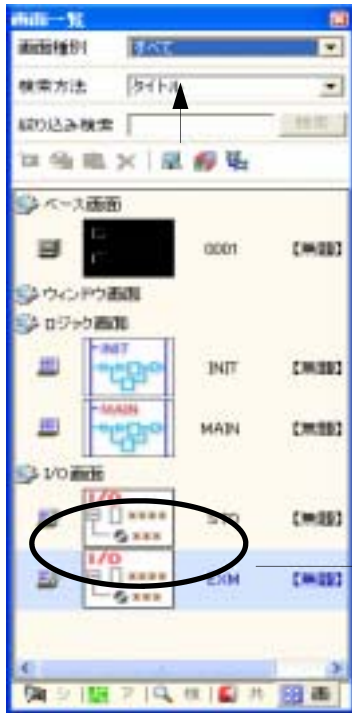 画面一覧
画面種別 すべて
検索方法 タイトル
絞り込み検索 検索
ベース画面
0001 【無題】
ウィンドウ画面
ロジック画面
INIT INIT 【無題】
MAIN MAIN 【無題】
I/O画面
I/O 【無題】
I/O EXM 【無題】